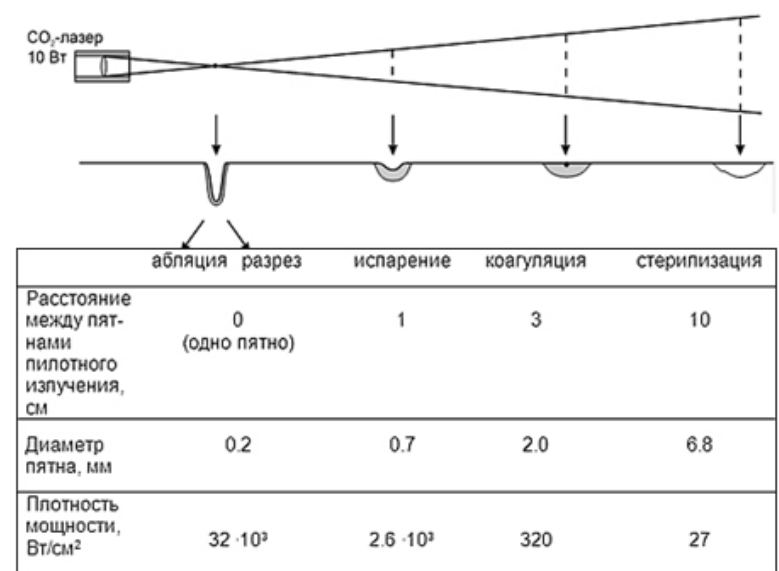 CO₂-лазер
10 Вт
абляция разрез испарение коагуляция стерилизация
Расстояние
между пят-
нами
пилотного
излучения,
см
0
(одно пятно)
1
3
10
Диаметр
пятна, мм
0.2 0.7 2.0 6.8
Плотность
мощности,
Вт/см²
32 ·10³ 2.6 ·10³ 320 27